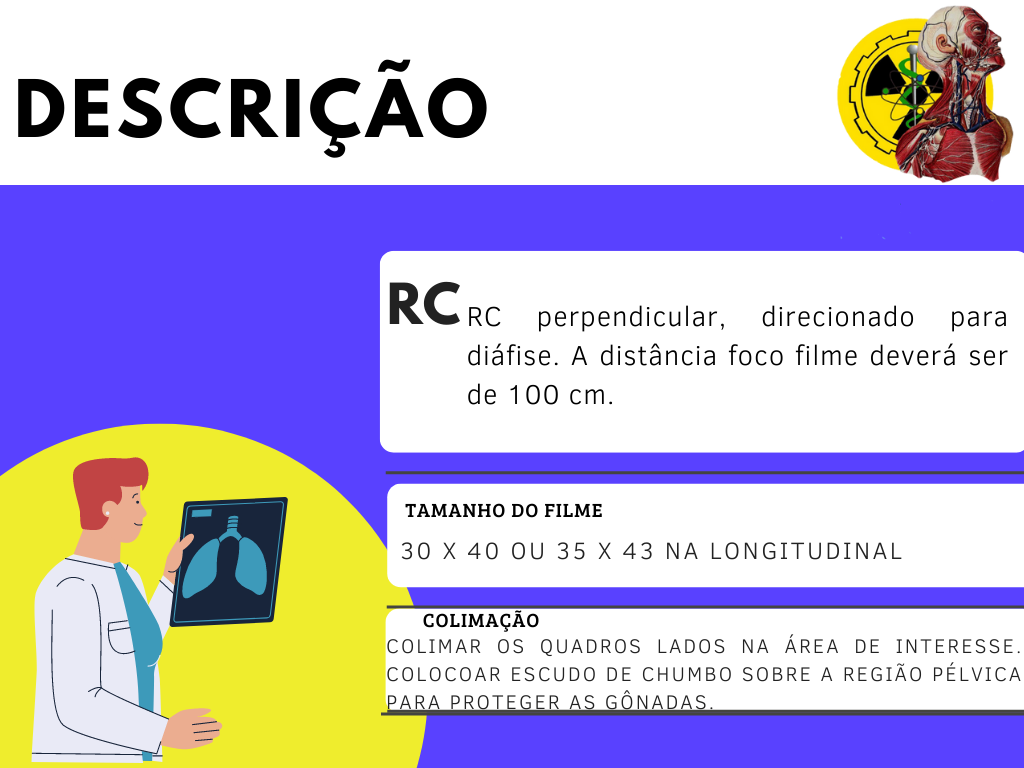 DESCRIÇÃO
RC
RC perpendicular, direcionado para
diáfise. A distância foco filme deverá ser
de 100 cm.
TAMANHO DO FILME
30 X 40 OU 35 X 43 NA LONGITUDINAL
COLIMAÇÃO
COLIMAR OS QUADROS LADOS NA ÁREA DE INTERESSE.
COLOCOAR ESCUDO DE CHUMBO SOBRE A REGIÃO PÉLVICA
PARA PROTEGER AS GÔNADAS.